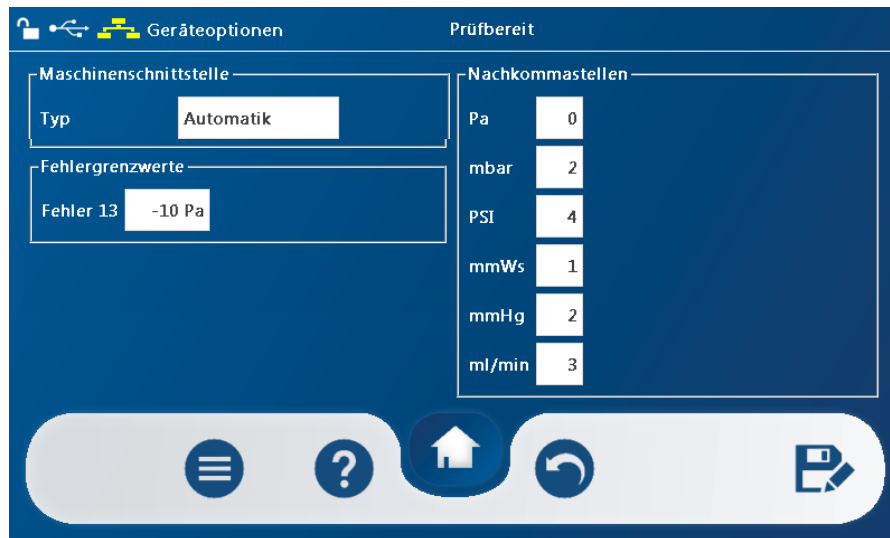 Geräteoptionen
Prüfbereit
Maschinenschnittstelle
Typ Automatik
Fehlergrenzwerte
Fehler 13 -10 Pa
Nachkommastellen
Pa 0
mbar 2
PSI 4
mmWs 1
mmHg 2
ml/min 3
?